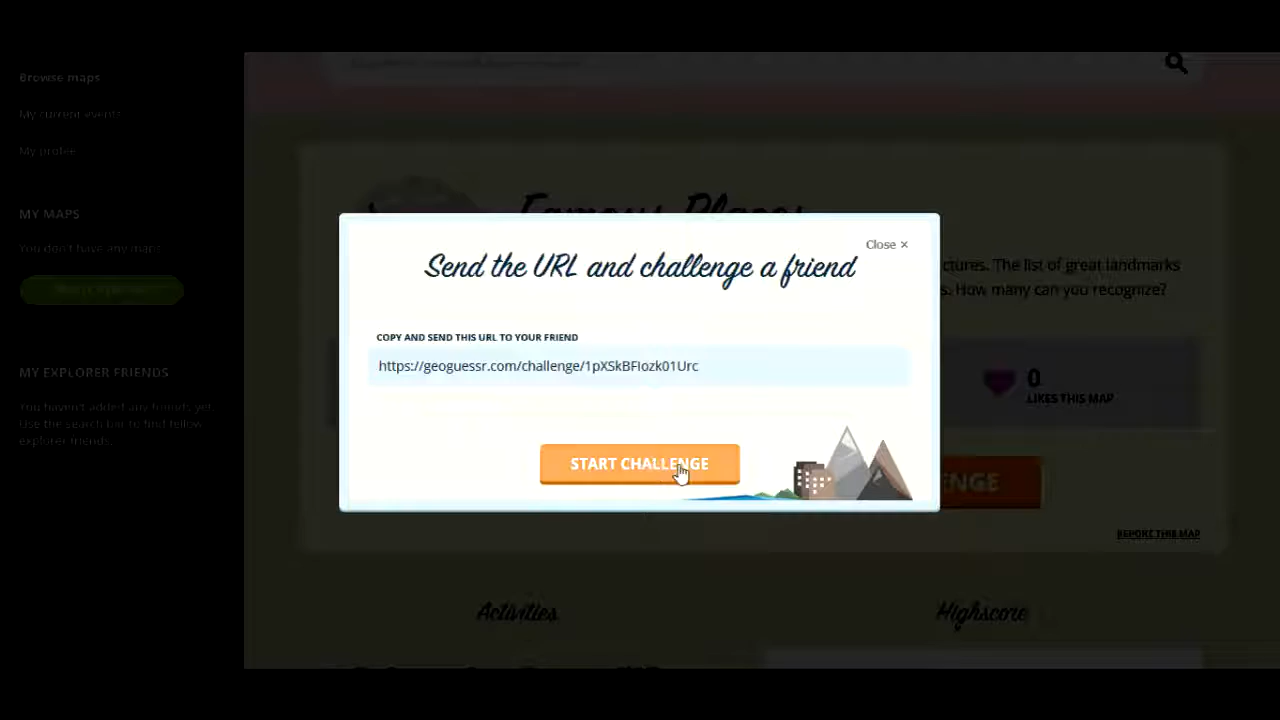 Browse maps
My current events
My profile
MY MAPS
You don't have any maps
MY EXPLORER FRIENDS
You haven't added any friends yet.
Use the search bar to find fellow
explorer friends.
Famous Places
ctures. The list of great landmarks
s. How many can you recognize?
0
LIKES THIS MAP
ENGE
REPORT THIS MAP
Activities
Highscore
Close ×
Send the URL and challenge a friend
COPY AND SEND THIS URL TO YOUR FRIEND
https://geoguessr.com/challenge/1pXSkBFIozk01Urc
START CHALLENGE